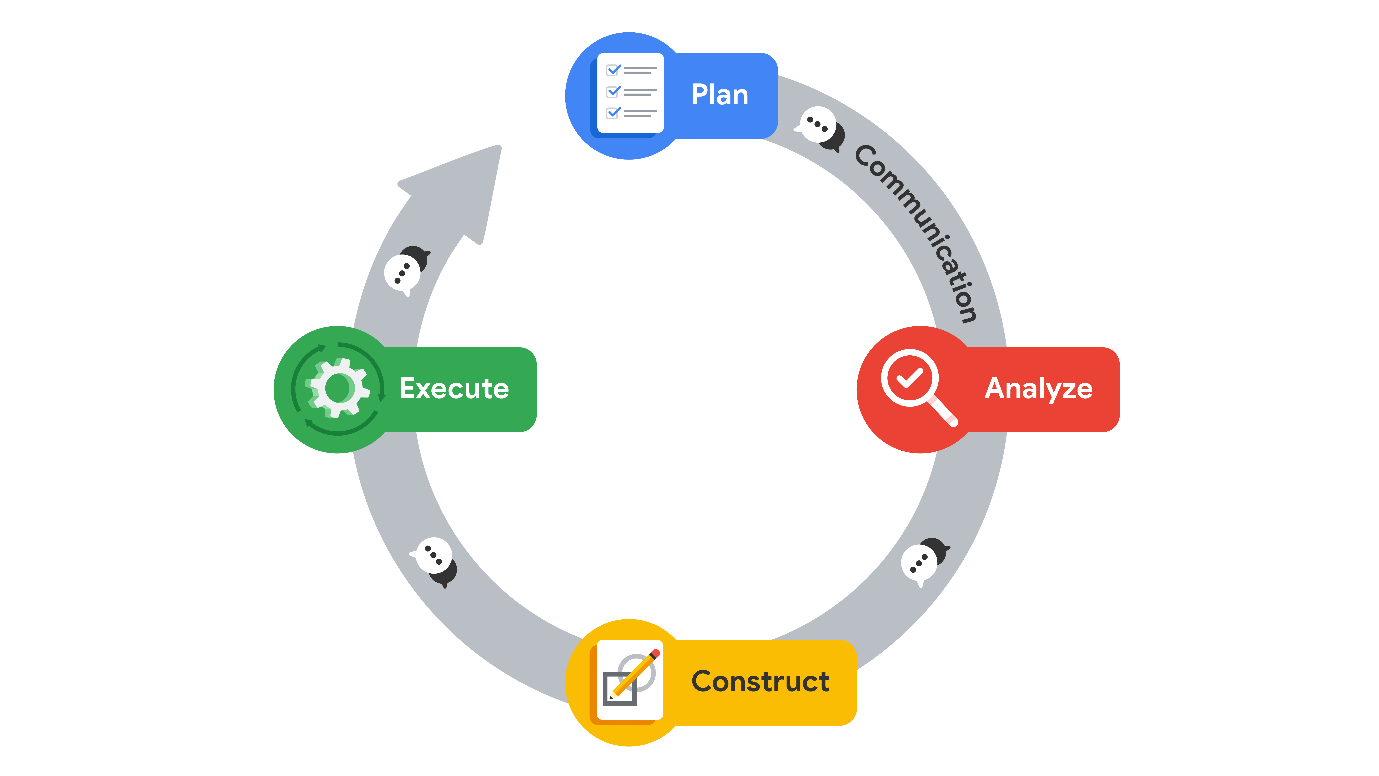 Plan
Communication
Analyze
Construct
Execute